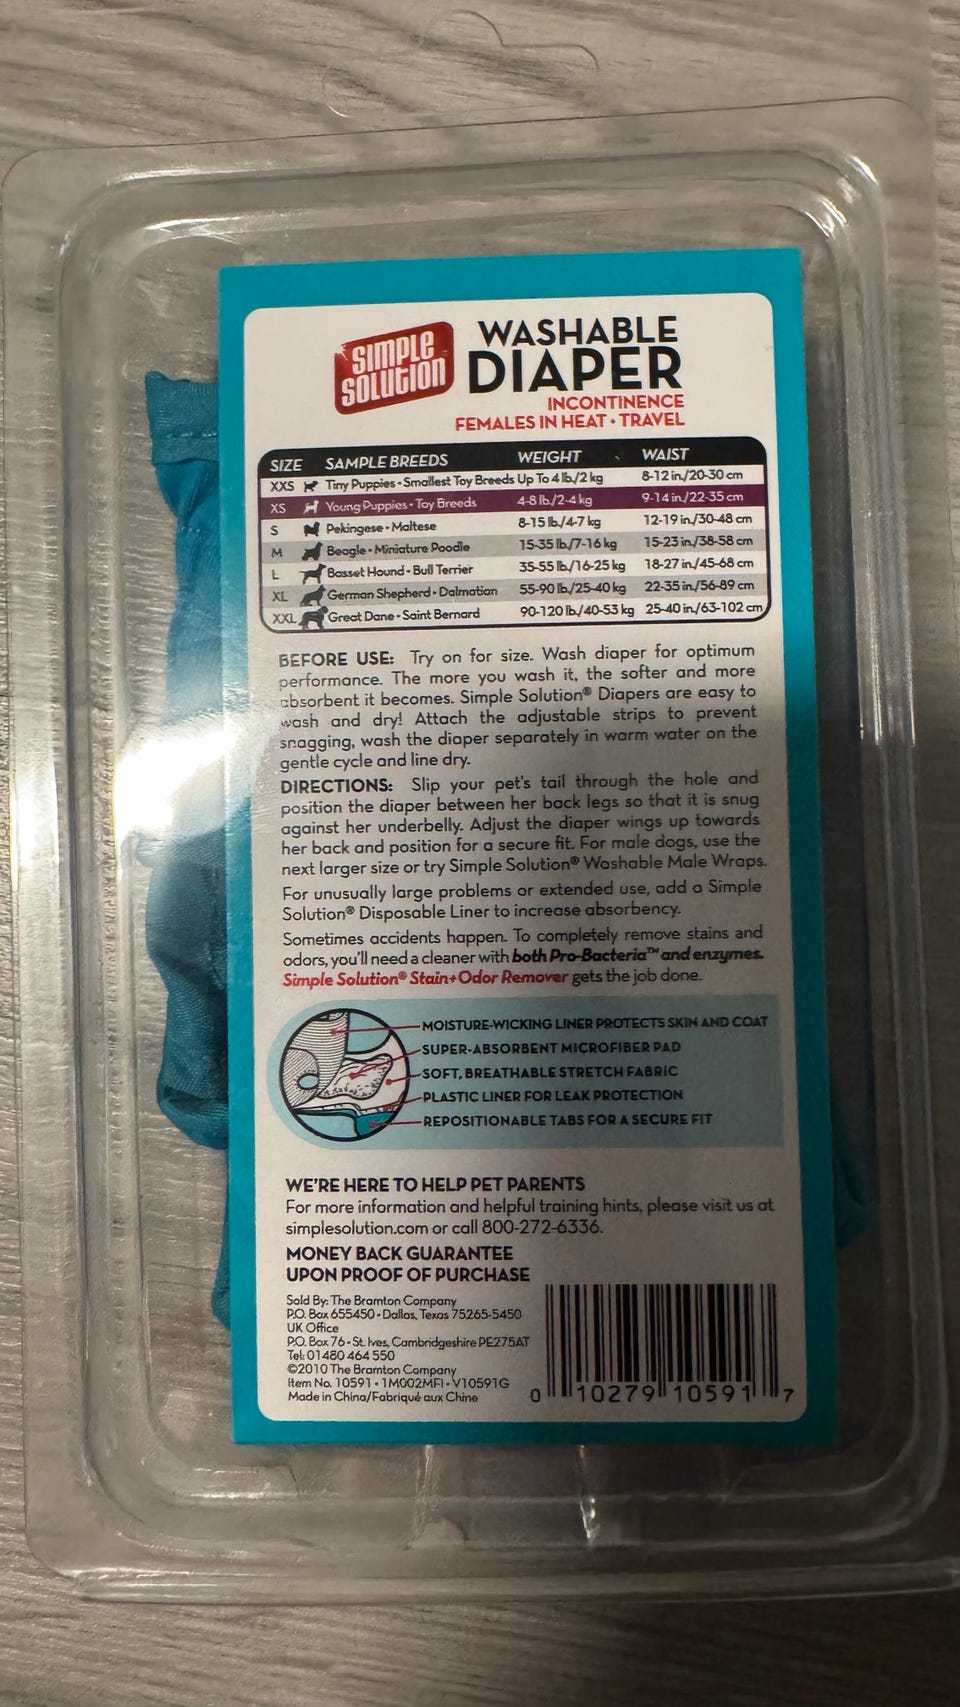 SIMPLE
SOLUTION
WASHABLE
DIAPER
INCONTINENCE
FEMALES IN HEAT • TRAVEL
SIZE SAMPLE BREEDS WEIGHT WAIST
XXS Tiny Puppies • Smallest Toy Breeds Up To 4 lb./2 kg 8-12 in./20-30 cm
XS Young Puppies • Toy Breeds 4-8 lb./2-4 kg 9-14 in./22-35 cm
S Pekingese • Maltese 8-15 lb./4-7 kg 12-19 in./30-48 cm
M Beagle • Miniature Poodle 15-35 lb./7-16 kg 15-23 in./38-58 cm
L Basset Hound • Bull Terrier 35-55 lb./16-25 kg 18-27 in./45-68 cm
XL German Shepherd • Dalmatian 55-90 lb./25-40 kg 22-35 in./56-89 cm
XXL Great Dane • Saint Bernard 90-120 lb./40-53 kg 25-40 in./63-102 cm
BEFORE USE: Try on for size. Wash diaper for optimum
performance. The more you wash it, the softer and more
absorbent it becomes. Simple Solution® Diapers are easy to
wash and dry! Attach the adjustable strips to prevent
snagging, wash the diaper separately in warm water on the
gentle cycle and line dry.
DIRECTIONS: Slip your pet's tail through the hole and
position the diaper between her back legs so that it is snug
against her underbelly. Adjust the diaper wings up towards
her back and position for a secure fit. For male dogs, use the
next larger size or try Simple Solution® Washable Male Wraps.
For unusually large problems or extended use, add a Simple
Solution® Disposable Liner to increase absorbency.
Sometimes accidents happen. To completely remove stains and
odors, you'll need a cleaner with both Pro-Bacteria™ and enzymes.
Simple Solution® Stain+Odor Remover gets the job done.
MOISTURE-WICKING LINER PROTECTS SKIN AND COAT
SUPER-ABSORBENT MICROFIBER PAD
SOFT, BREATHABLE STRETCH FABRIC
PLASTIC LINER FOR LEAK PROTECTION
REPOSITIONABLE TABS FOR A SECURE FIT
WE'RE HERE TO HELP PET PARENTS
For more information and helpful training hints, please visit us at
simplesolution.com or call 800-272-6336.
MONEY BACK GUARANTEE
UPON PROOF OF PURCHASE
Sold By: The Bramton Company
P.O. Box 655450 • Dallas, Texas 75265-5450
UK Office
P.O. Box 76 • St. Ives, Cambridgeshire PE275AT
Tel: 01480 464 550
©2010 The Bramton Company
Item No. 10591 • 1M002MFI • V10591G
Made in China/Fabriqué aux Chine
0 10279 10591 7